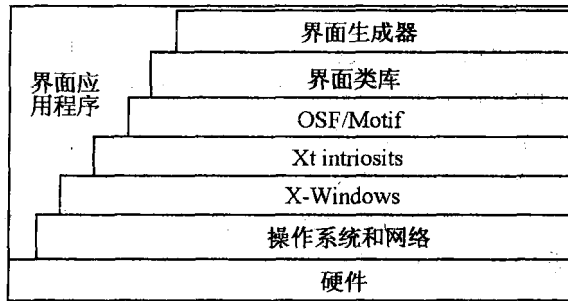 界面生成器
界面应
用程序
界面类库
OSF/Motif
Xt intriosits
X-Windows
操作系统和网络
硬件